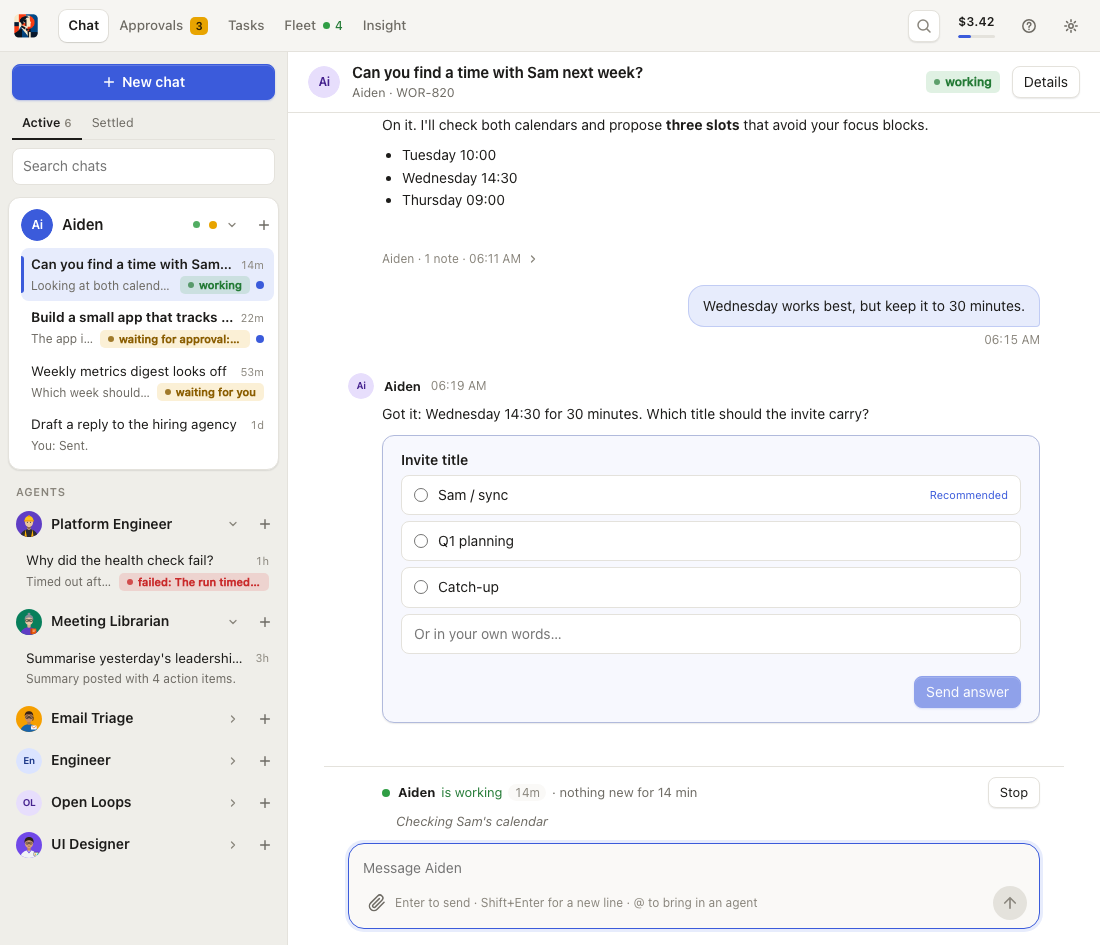 Chat
Approvals 3
Tasks
Fleet 4
Insight
$3.42
+ New chat
Active 6
Settled
Search chats
Ai
Aiden
Can you find a time with Sam... 14m
Looking at both calend... working
Build a small app that tracks ... 22m
The app i... waiting for approval:...
Weekly metrics digest looks off 53m
Which week should... waiting for you
Draft a reply to the hiring agency 1d
You: Sent.
AGENTS
Platform Engineer
Why did the health check fail? 1h
Timed out aft... failed: The run timed...
Meeting Librarian
Summarise yesterday's leadershi... 3h
Summary posted with 4 action items.
Email Triage
En
Engineer
OL
Open Loops
UI Designer
Ai
Can you find a time with Sam next week?
Aiden · WOR-820
working
Details
On it. I'll check both calendars and propose three slots that avoid your focus blocks.
• Tuesday 10:00
• Wednesday 14:30
• Thursday 09:00
Aiden · 1 note · 06:11 AM
Wednesday works best, but keep it to 30 minutes.
06:15 AM
Ai
Aiden 06:19 AM
Got it: Wednesday 14:30 for 30 minutes. Which title should the invite carry?
Invite title
Sam / sync Recommended
Q1 planning
Catch-up
Or in your own words...
Send answer
Aiden is working 14m · nothing new for 14 min
Stop
Checking Sam's calendar
Message Aiden
Enter to send · Shift+Enter for a new line · @ to bring in an agent